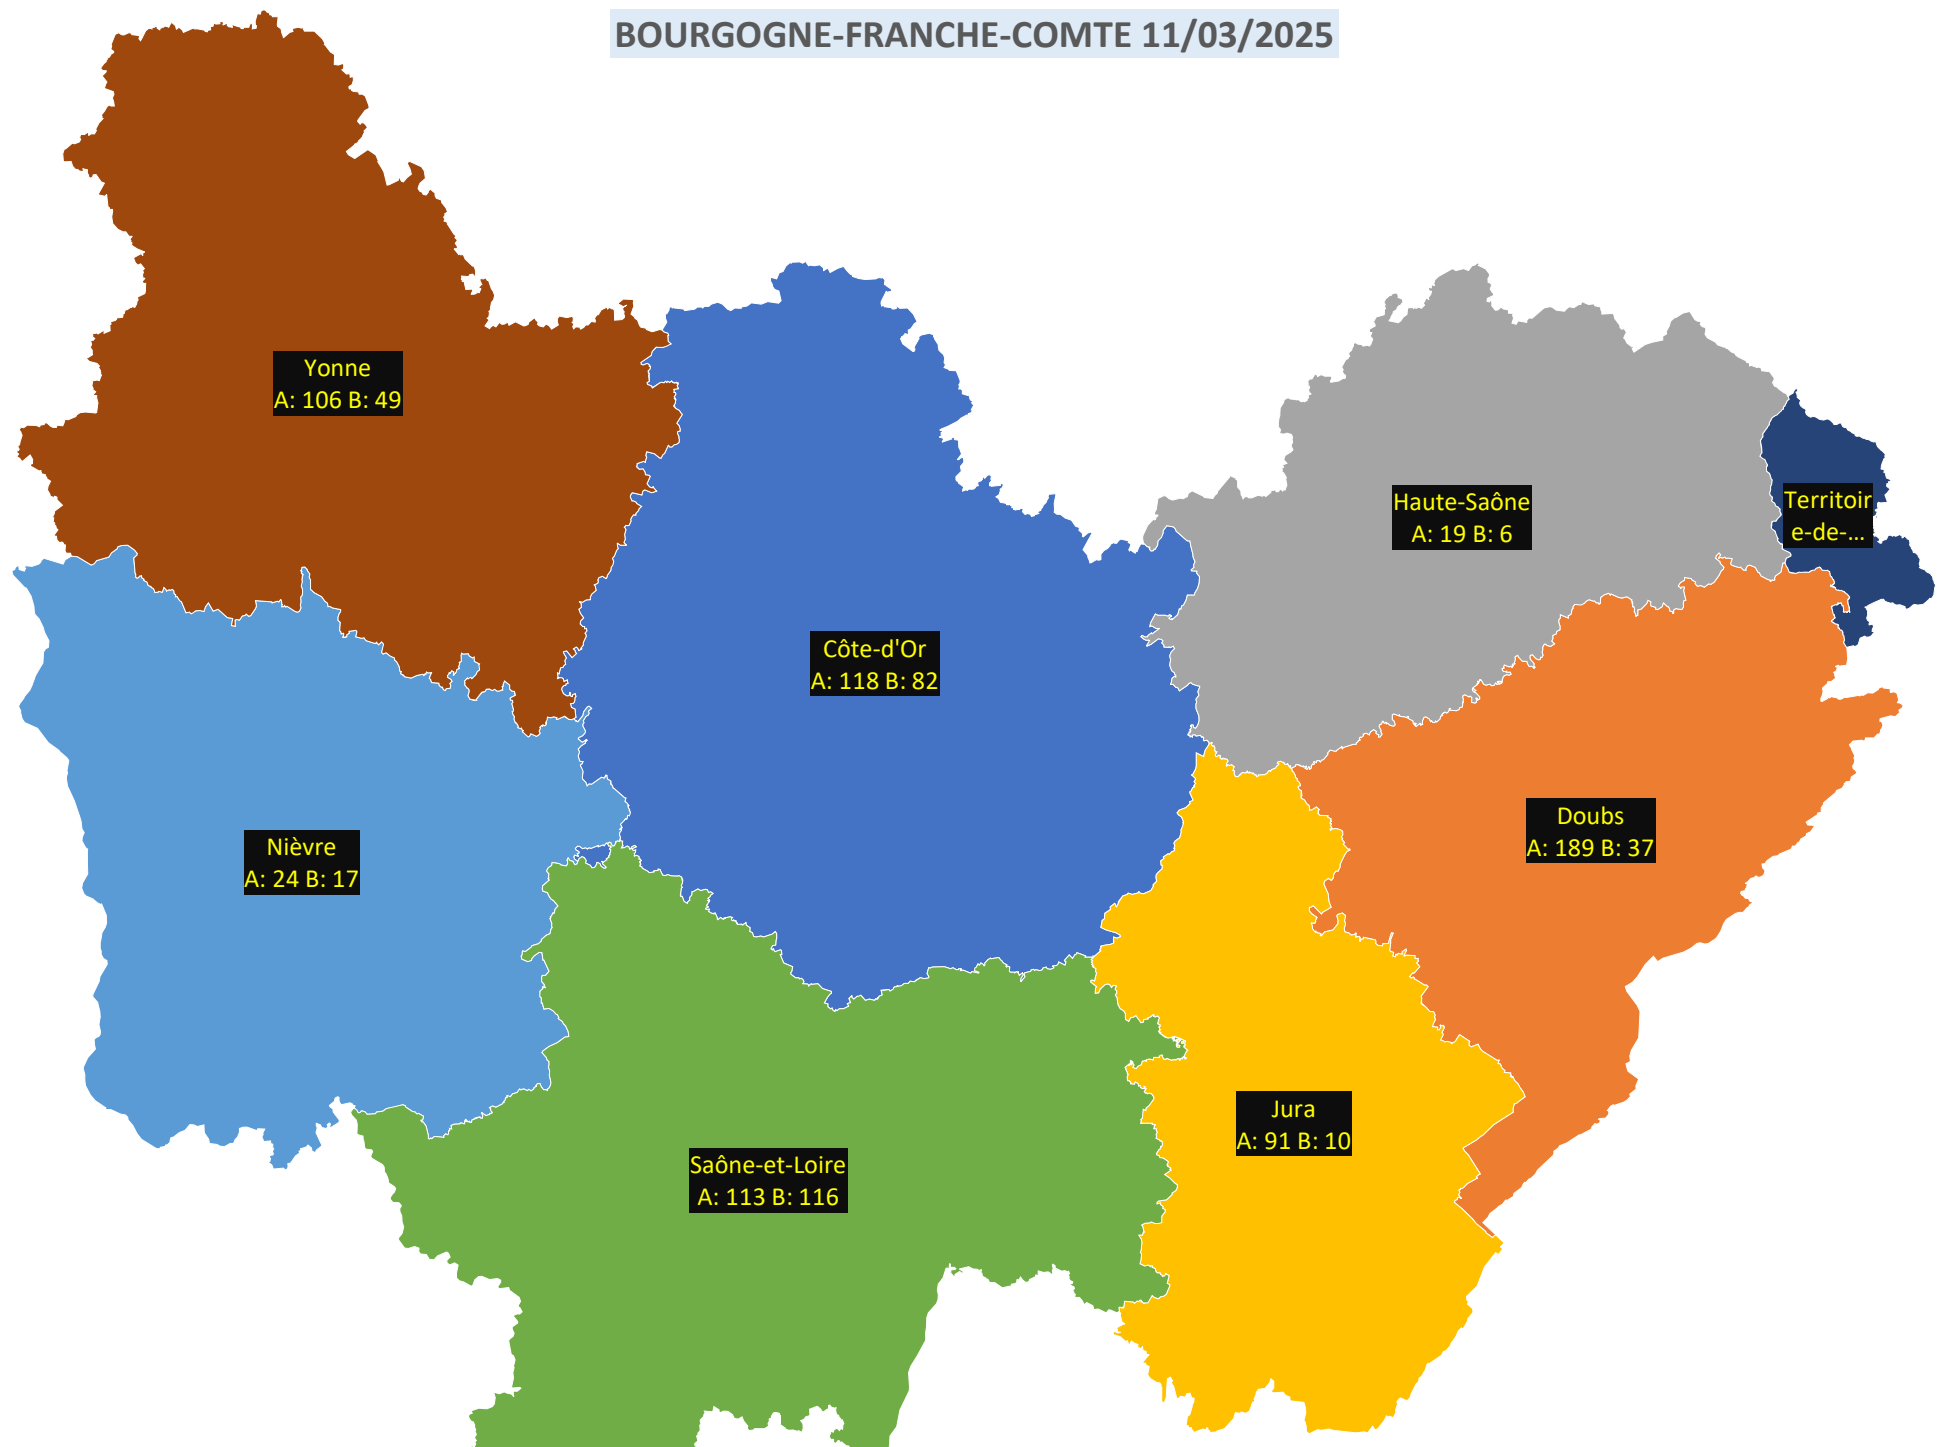 BOURGOGNE-FRANCHE-COMTE 11/03/2025
Yonne
A: 106 B: 49
Haute-Saône
A: 19 B: 6
Territoir
e-de-...
Côte-d'Or
A: 118 B: 82
Doubs
A: 189 B: 37
Nièvre
A: 24 B: 17
Jura
A: 91 B: 10
Saône-et-Loire
A: 113 B: 116